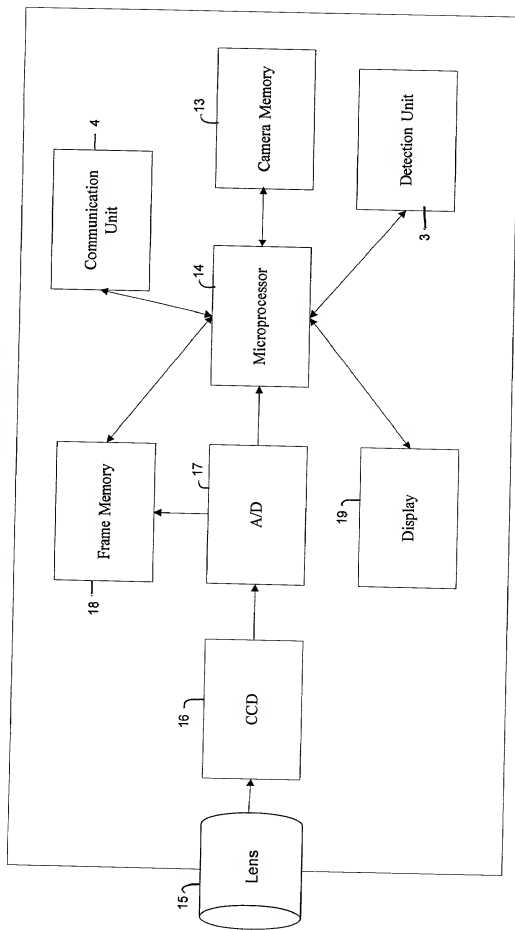 4
Communication
Unit
13
Camera Memory
Detection Unit
3
14
Microprocessor
18
Frame Memory
17
A/D
19
Display
16
CCD
15
Lens